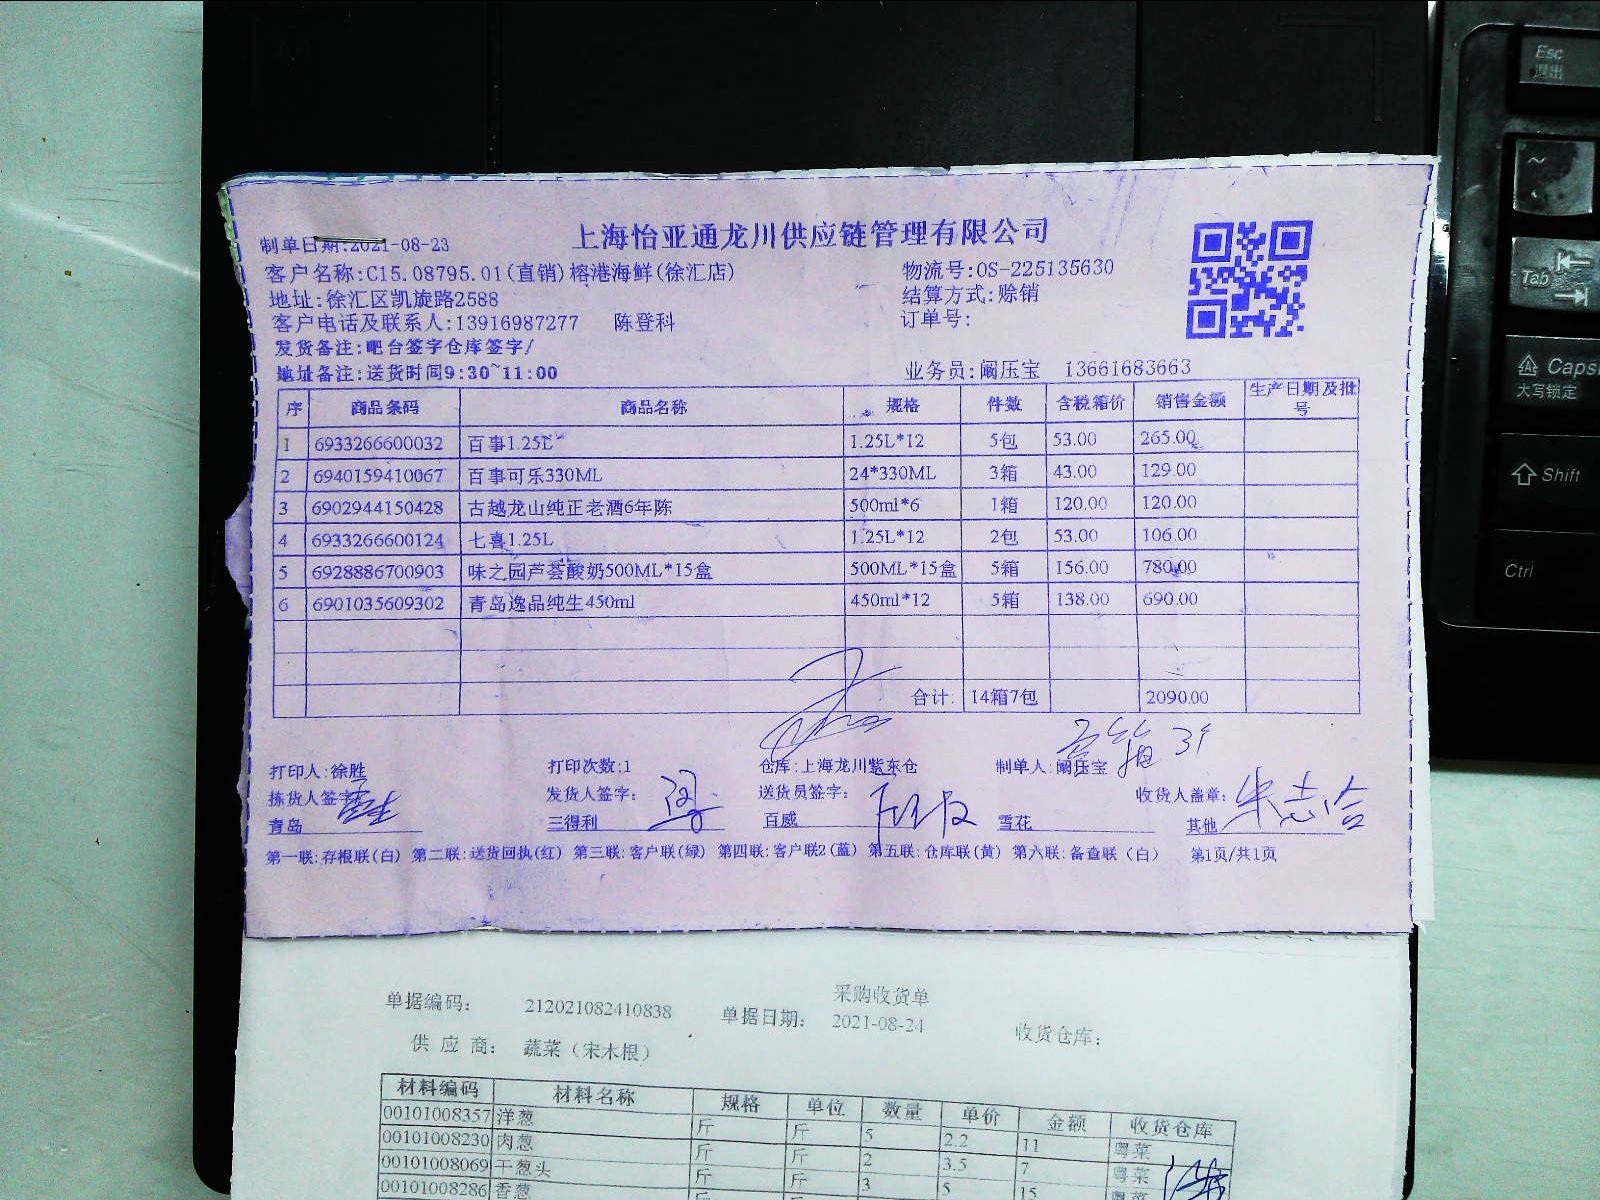 上海怡亚通龙川供应链管理有限公司
制单日期:2021-08-23
客户名称:C15.08795.01(直销)榕港海鲜(徐汇店) 物流号:OS-225135630
地址:徐汇区凯旋路2588 结算方式:赊销
客户电话及联系人:13916987277 陈登科 订单号:
发货备注:吧台签字仓库签字/
地址备注:送货时间9:30~11:00 业务员:阚压宝 13661683663
序 商品条码 商品名称 规格 件数 含税箱价 销售金额 生产日期及批号
1 6933266600032 百事1.25L 1.25L*12 5包 53.00 265.00
2 6940159410067 百事可乐330ML 24*330ML 3箱 43.00 129.00
3 6902944150428 古越龙山纯正老酒6年陈 500ml*6 1箱 120.00 120.00
4 6933266600124 七喜1.25L 1.25L*12 2包 53.00 106.00
5 6928886700903 味之园芦荟酸奶500ML*15盒 500ML*15盒 5箱 156.00 780.00
6 6901035609302 青岛逸品纯生450ml 450ml*12 5箱 138.00 690.00
合计: 14箱7包 2090.00
打印人:徐胜 打印次数:1 仓库:上海龙川紫东仓 制单人:阚压宝
拣货人签字: 发货人签字: 送货员签字: 收货人盖章: 朱志
青岛 三得利 百威 雪花 其他
第一联:存根联(白) 第二联:送货回执(红) 第三联:客户联(绿) 第四联:客户联2(蓝) 第五联:仓库联(黄) 第六联:备查联(白) 第1页/共1页
采购收货单
单据编码: 212021082410838 单据日期: 2021-08-24 收货仓库:
供应商: 蔬菜(宋木根)
材料编码 材料名称 规格 单位 数量 单价 金额 收货仓库
00101008357 洋葱 斤 斤 5 2.2 11 粤菜
00101008230 肉葱 斤 斤 2 3.5 7 粤菜
00101008069 干葱头 斤 斤 3 5 15 粤菜
00101008286 香葱
Esc
退出
~
Tab
Caps
大写锁定
Shift
Ctrl